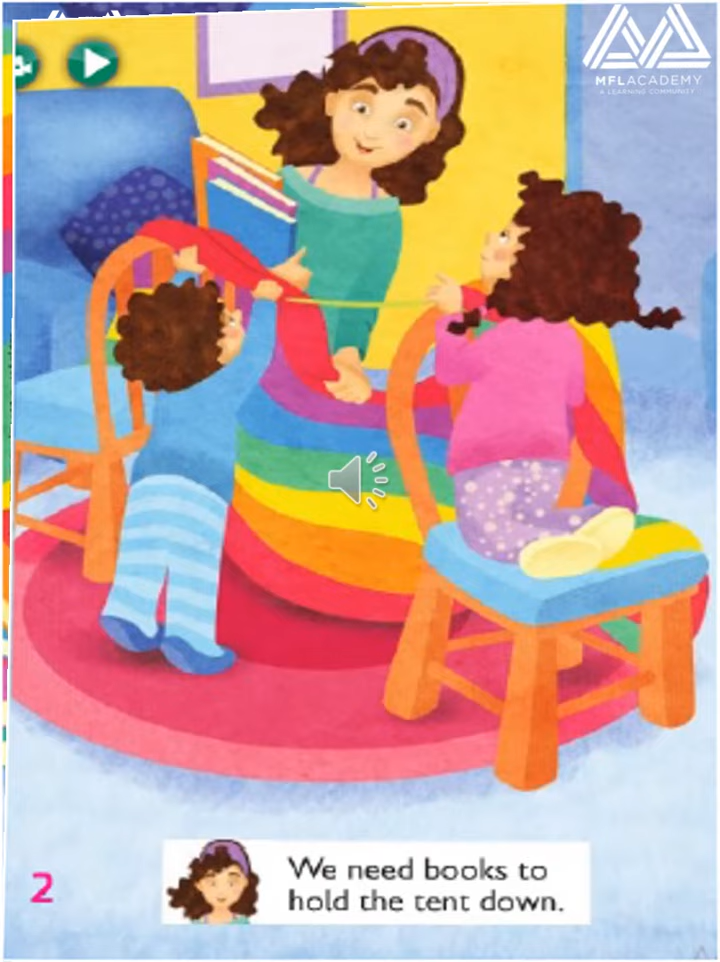 MFLACADEMY
A LEARNING COMMUNITY
2
We need books to
hold the tent down.